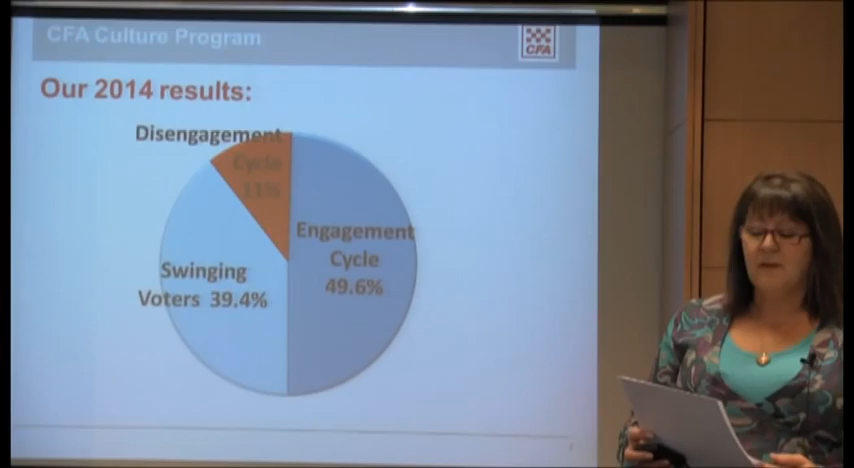 CFA Culture Program
CFA
Our 2014 results:
Disengagement
Cycle
11%
Engagement
Cycle
49.6%
Swinging
Voters 39.4%